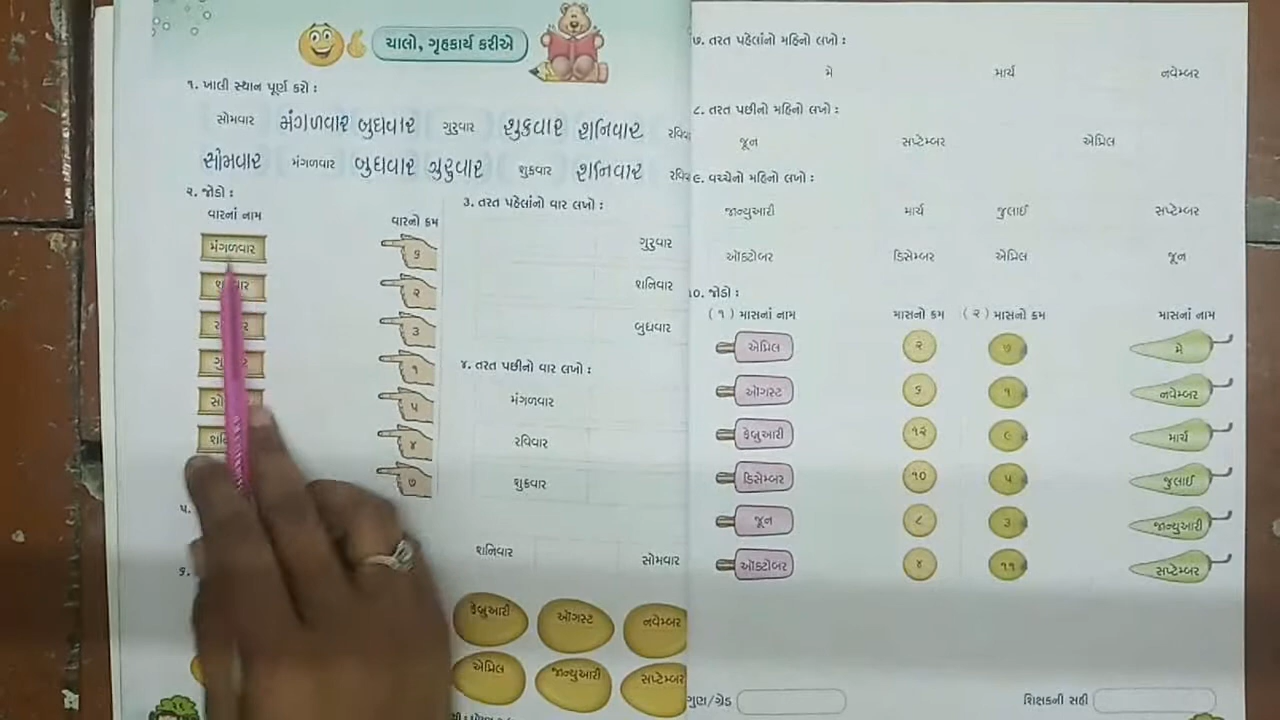 ચાલો, ગૃહકાર્ય કરીએ
૧. ખાલી સ્થાન પૂર્ણ કરો :
સોમવાર મંગળવાર બુધવાર ગુરુવાર શુક્રવાર શનિવાર
સોમવાર મંગળવાર બુધવાર ગુરુવાર શુક્રવાર શનિવાર
૨. જોડો :
વારનાં નામ વારનો ક્રમ
મંગળવાર ૬
૨
૩
૧
૫
૪
૭
૩. તરત પહેલાંનો વાર લખો :
ગુરુવાર
શનિવાર
બુધવાર
૪. તરત પછીનો વાર લખો :
મંગળવાર
રવિવાર
શુક્રવાર
૫.
શનિવાર સોમવાર
૬.
ફેબ્રુઆરી ઑગસ્ટ નવેમ્બર
એપ્રિલ જાન્યુઆરી સપ્ટેમ્બર
૭. તરત પહેલાંનો મહિનો લખો :
મે માર્ચ નવેમ્બર
૮. તરત પછીનો મહિનો લખો :
જૂન સપ્ટેમ્બર એપ્રિલ
૯. વચ્ચેનો મહિનો લખો :
જાન્યુઆરી માર્ચ જુલાઈ સપ્ટેમ્બર
ઑક્ટોબર ડિસેમ્બર એપ્રિલ જૂન
૧૦. જોડો :
(૧) માસનાં નામ માસનો ક્રમ (૨) માસનો ક્રમ માસનાં નામ
એપ્રિલ ૨ ૭ મે
ઑગસ્ટ ૬ ૧ નવેમ્બર
ફેબ્રુઆરી ૧૨ ૯ માર્ચ
ડિસેમ્બર ૧૦ ૫ જુલાઈ
જૂન ૮ ૩ જાન્યુઆરી
ઑક્ટોબર ૪ ૧૧ સપ્ટેમ્બર
ગુણ/ગ્રેડ શિક્ષકની સહી